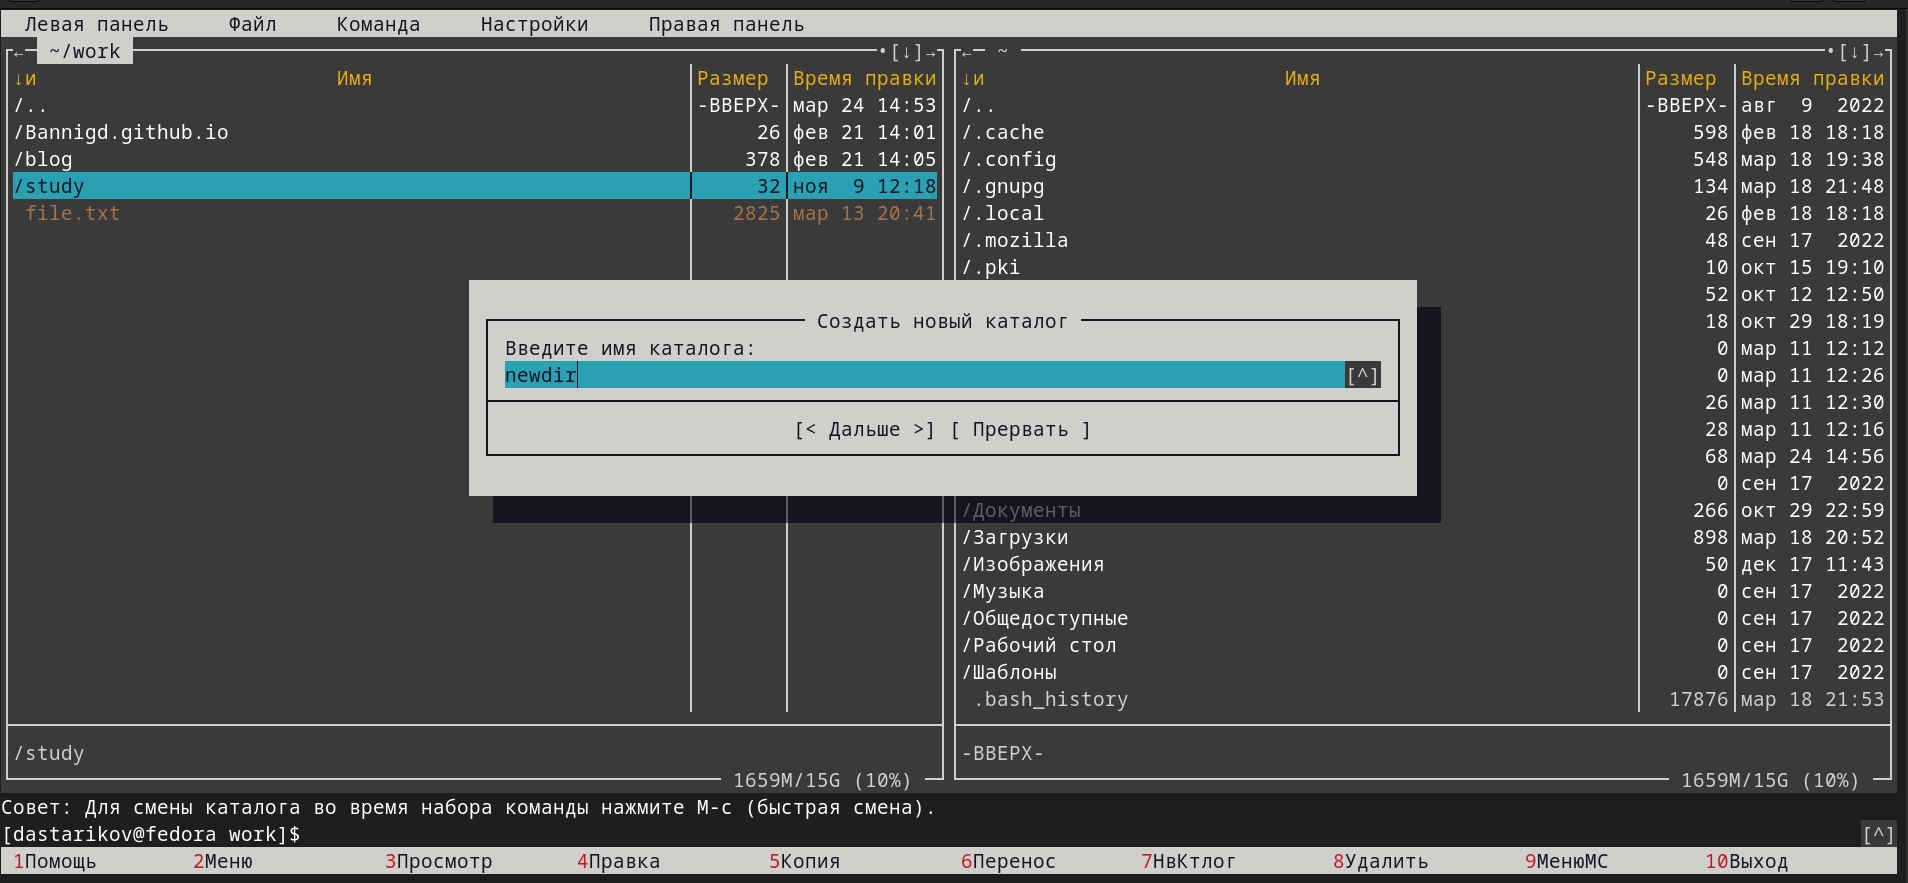 Левая панель Файл Команда Настройки Правая панель
← ~/work •[↓]→ ← ~ •[↓]→
↓и Имя Размер Время правки ↓и Имя Размер Время правки
/.. -ВВЕРХ- мар 24 14:53 /.. -ВВЕРХ- авг 9 2022
/Bannigd.github.io 26 фев 21 14:01 /.cache 598 фев 18 18:18
/blog 378 фев 21 14:05 /.config 548 мар 18 19:38
/study 32 ноя 9 12:18 /.gnupg 134 мар 18 21:48
file.txt 2825 мар 13 20:41 /.local 26 фев 18 18:18
/.mozilla 48 сен 17 2022
/.pki 10 окт 15 19:10
52 окт 12 12:50
Создать новый каталог 18 окт 29 18:19
Введите имя каталога: 0 мар 11 12:12
newdir [^] 0 мар 11 12:26
26 мар 11 12:30
[< Дальше >] [ Прервать ] 28 мар 11 12:16
68 мар 24 14:56
0 сен 17 2022
/Документы 266 окт 29 22:59
/Загрузки 898 мар 18 20:52
/Изображения 50 дек 17 11:43
/Музыка 0 сен 17 2022
/Общедоступные 0 сен 17 2022
/Рабочий стол 0 сен 17 2022
/Шаблоны 0 сен 17 2022
.bash_history 17876 мар 18 21:53
/study -ВВЕРХ-
1659M/15G (10%) 1659M/15G (10%)
Совет: Для смены каталога во время набора команды нажмите M-c (быстрая смена).
[dastarikov@fedora work]$ [^]
1Помощь 2Меню 3Просмотр 4Правка 5Копия 6Перенос 7НвКтлог 8Удалить 9МенюМС 10Выход